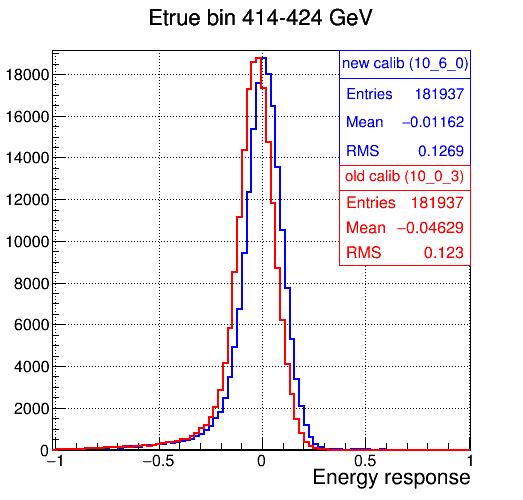 Etrue bin 414-424 GeV
new calib (10_6_0)
Entries 181937
Mean −0.01162
RMS 0.1269
old calib (10_0_3)
Entries 181937
Mean −0.04629
RMS 0.123
18000
16000
14000
12000
10000
8000
6000
4000
2000
0
−1 −0.5 0 0.5 1
Energy response